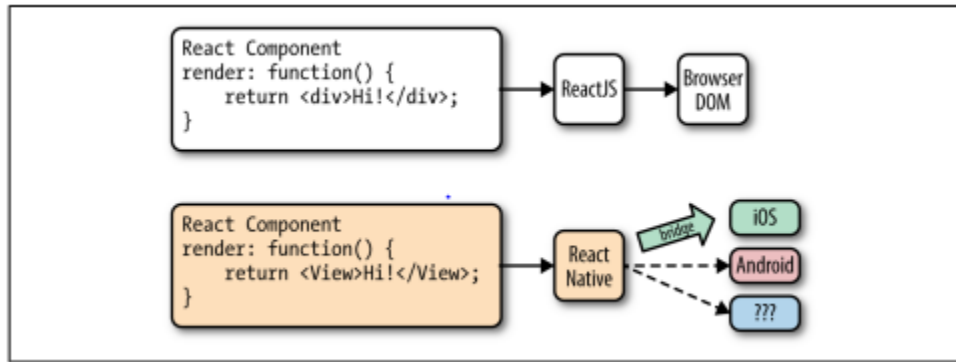 React Component
render: function() {
    return <div>Hi!</div>;
}
ReactJS
Browser
DOM
React Component
render: function() {
    return <View>Hi!</View>;
}
React
Native
bridge
iOS
Android
???